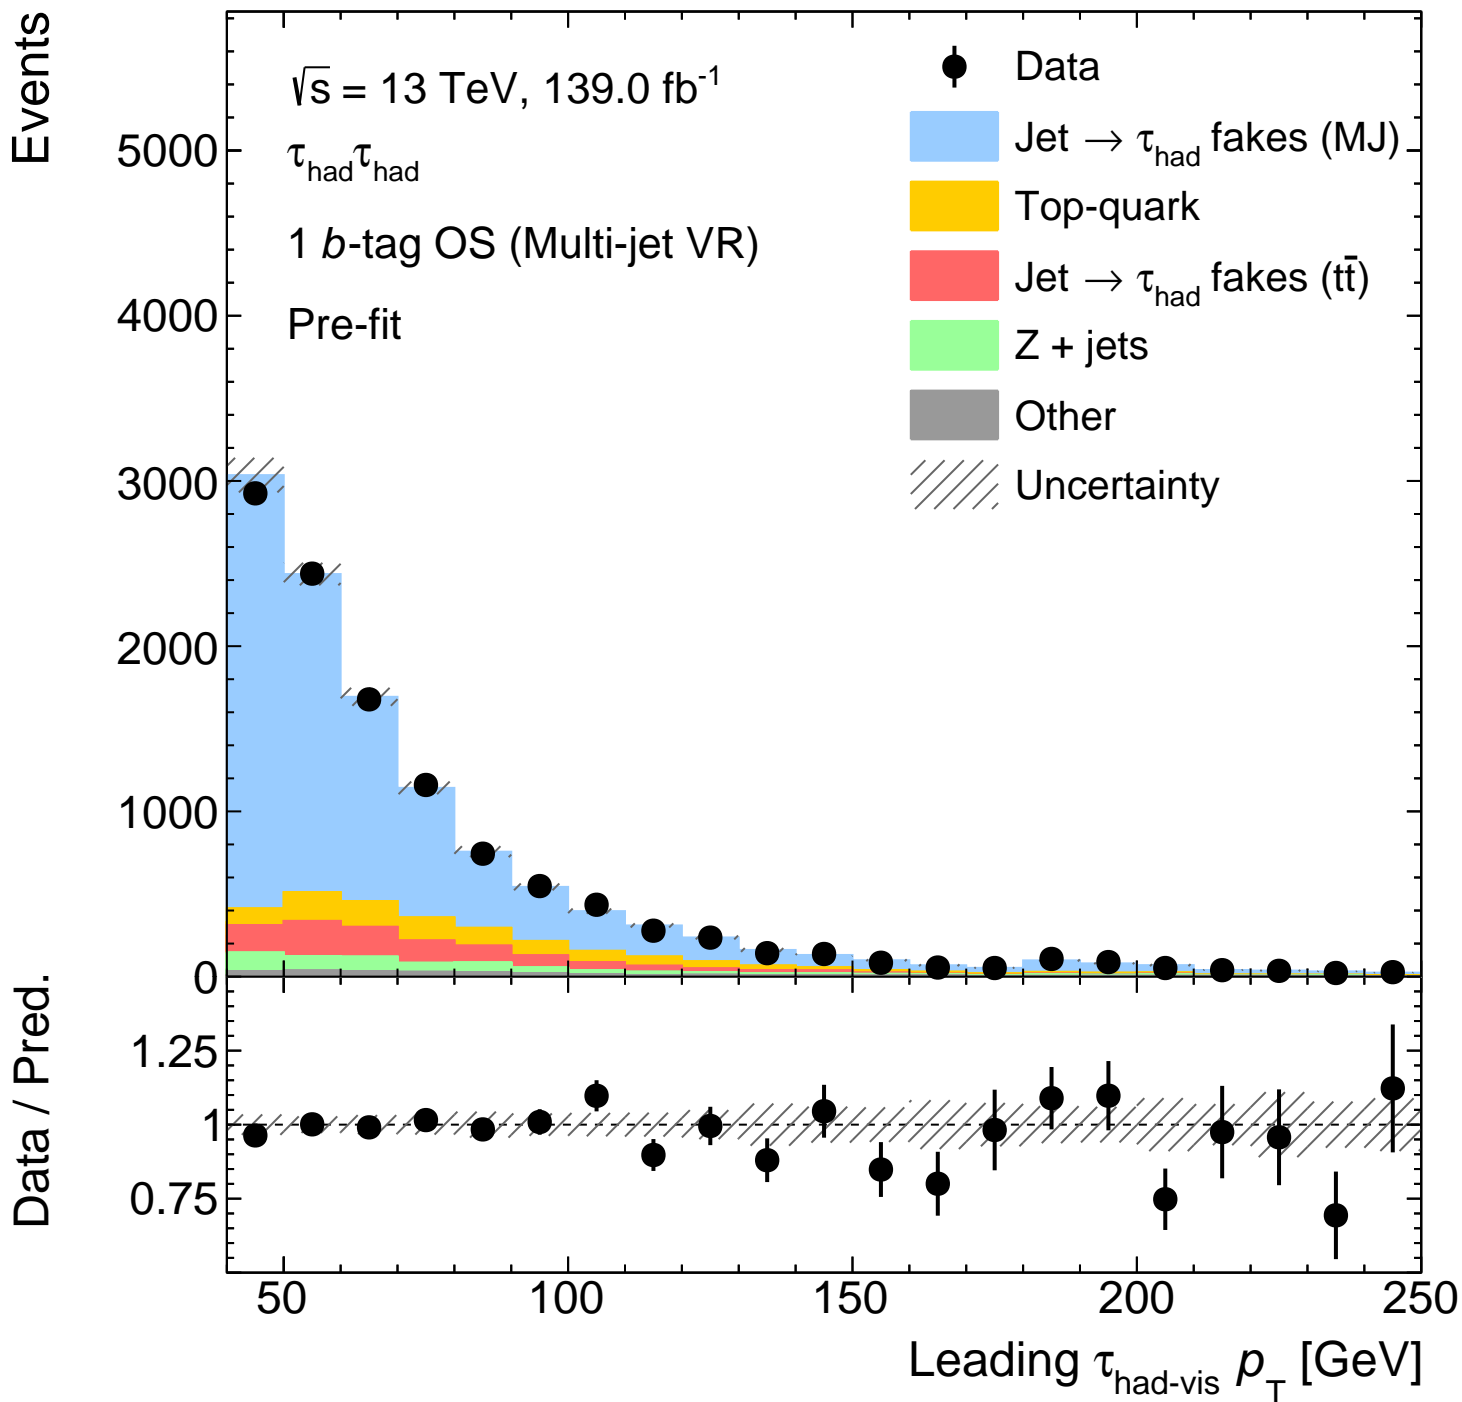 Events
√s = 13 TeV, 139.0 fb-1
τhadτhad
1 b-tag OS (Multi-jet VR)
Pre-fit
Data
Jet → τhad fakes (MJ)
Top-quark
Jet → τhad fakes (tt̄)
Z + jets
Other
Uncertainty
5000
4000
3000
2000
1000
0
Data / Pred.
1.25
1
0.75
50 100 150 200 250
Leading τhad-vis pT [GeV]